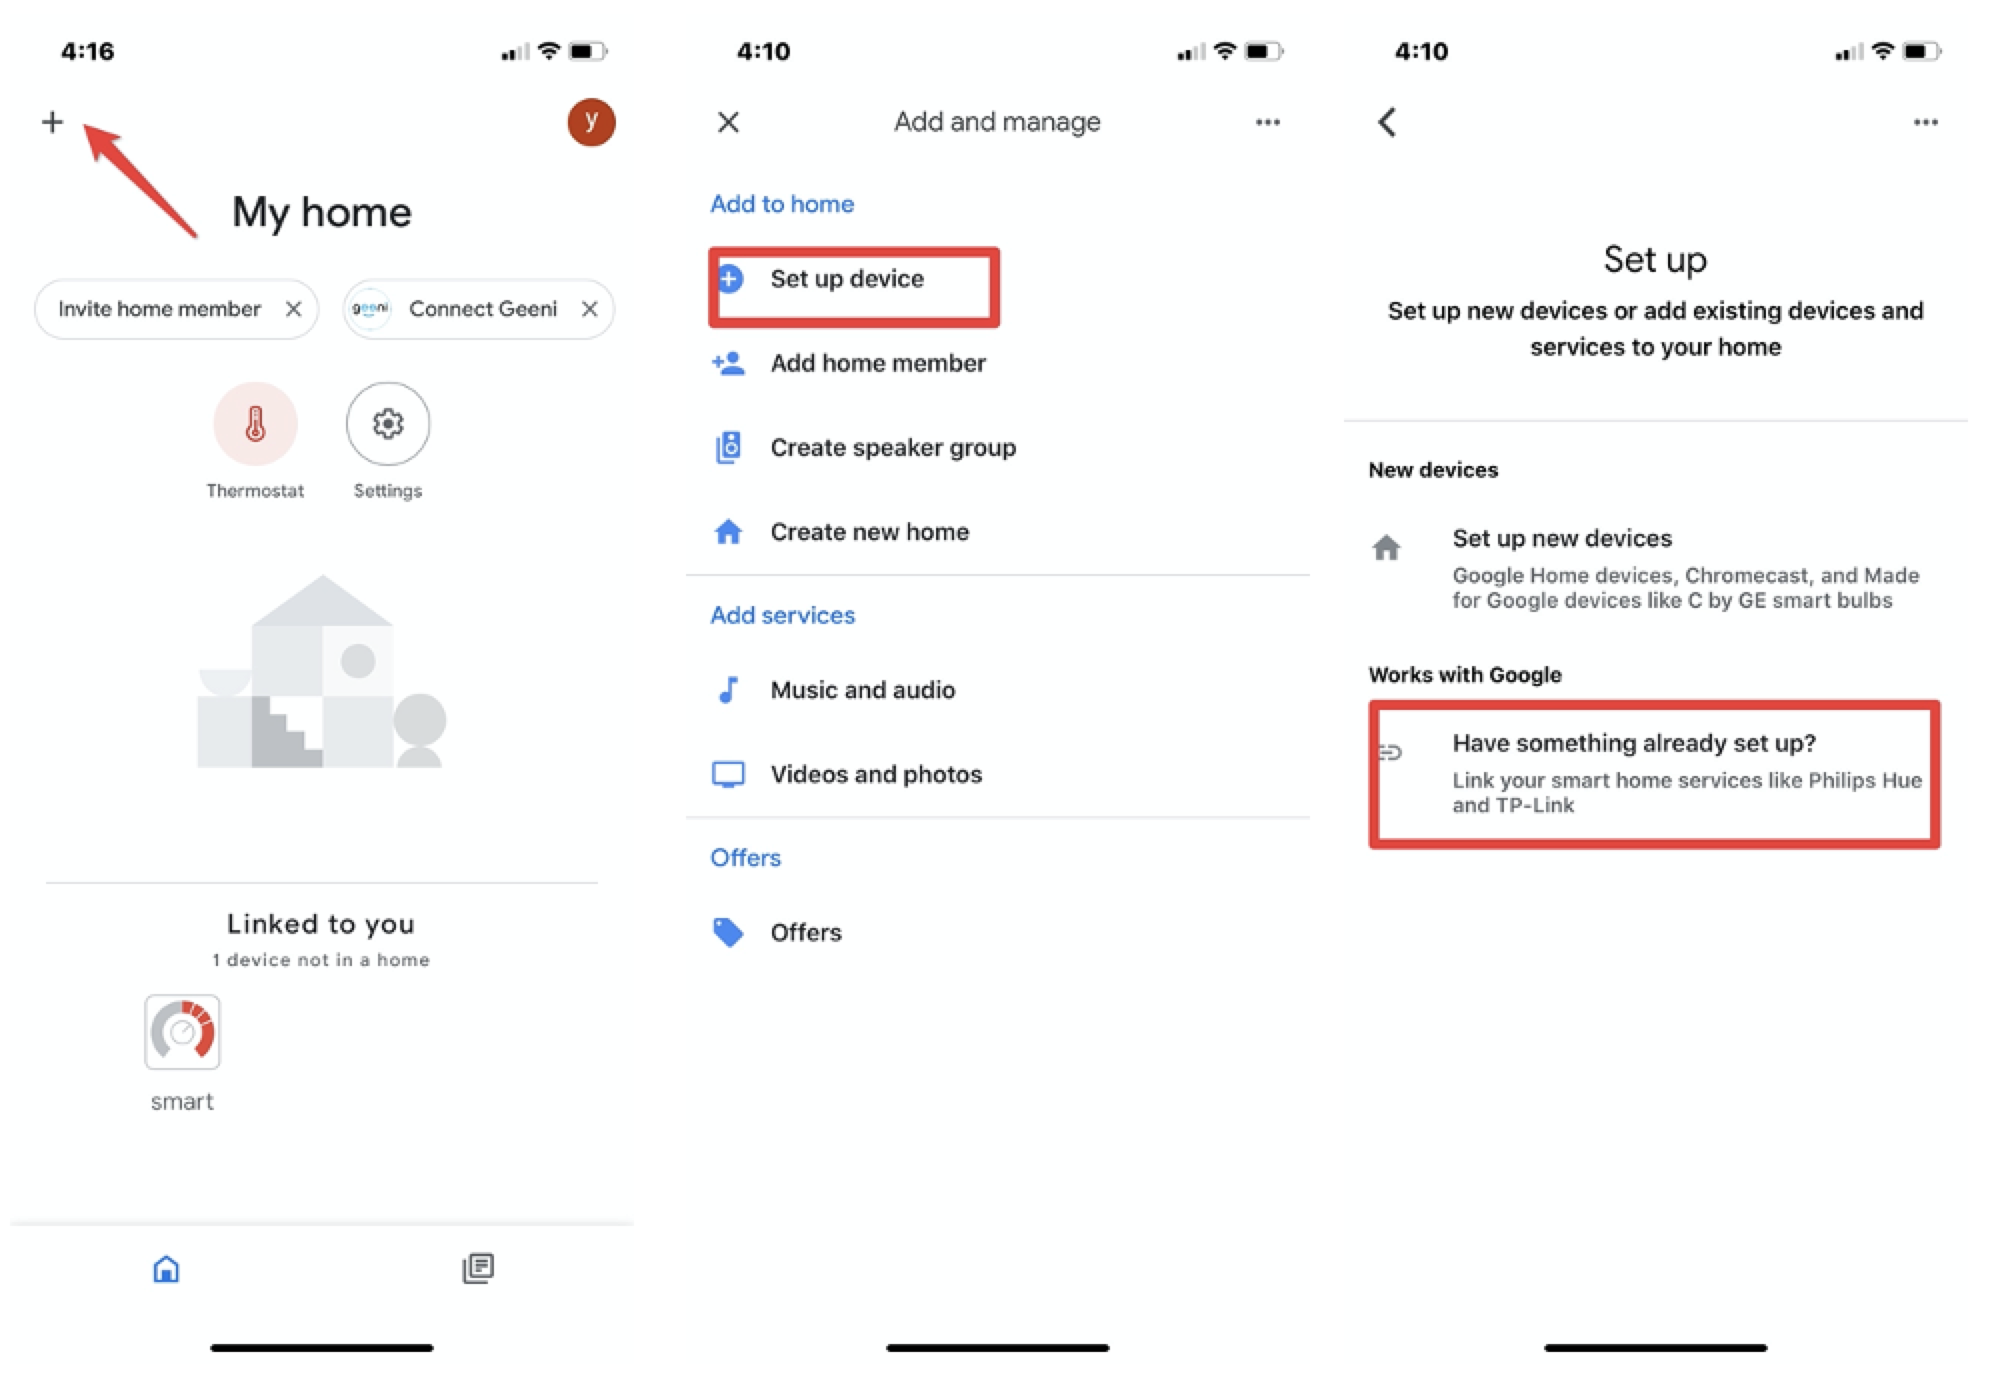 4:16
y
My home
Invite home member
geeni
Connect Geeni
Thermostat
Settings
Linked to you
1 device not in a home
smart
4:10
Add and manage
Add to home
Set up device
Add home member
Create speaker group
Create new home
Add services
Music and audio
Videos and photos
Offers
Offers
4:10
Set up
Set up new devices or add existing devices and
services to your home
New devices
Set up new devices
Google Home devices, Chromecast, and Made
for Google devices like C by GE smart bulbs
Works with Google
Have something already set up?
Link your smart home services like Philips Hue
and TP-Link